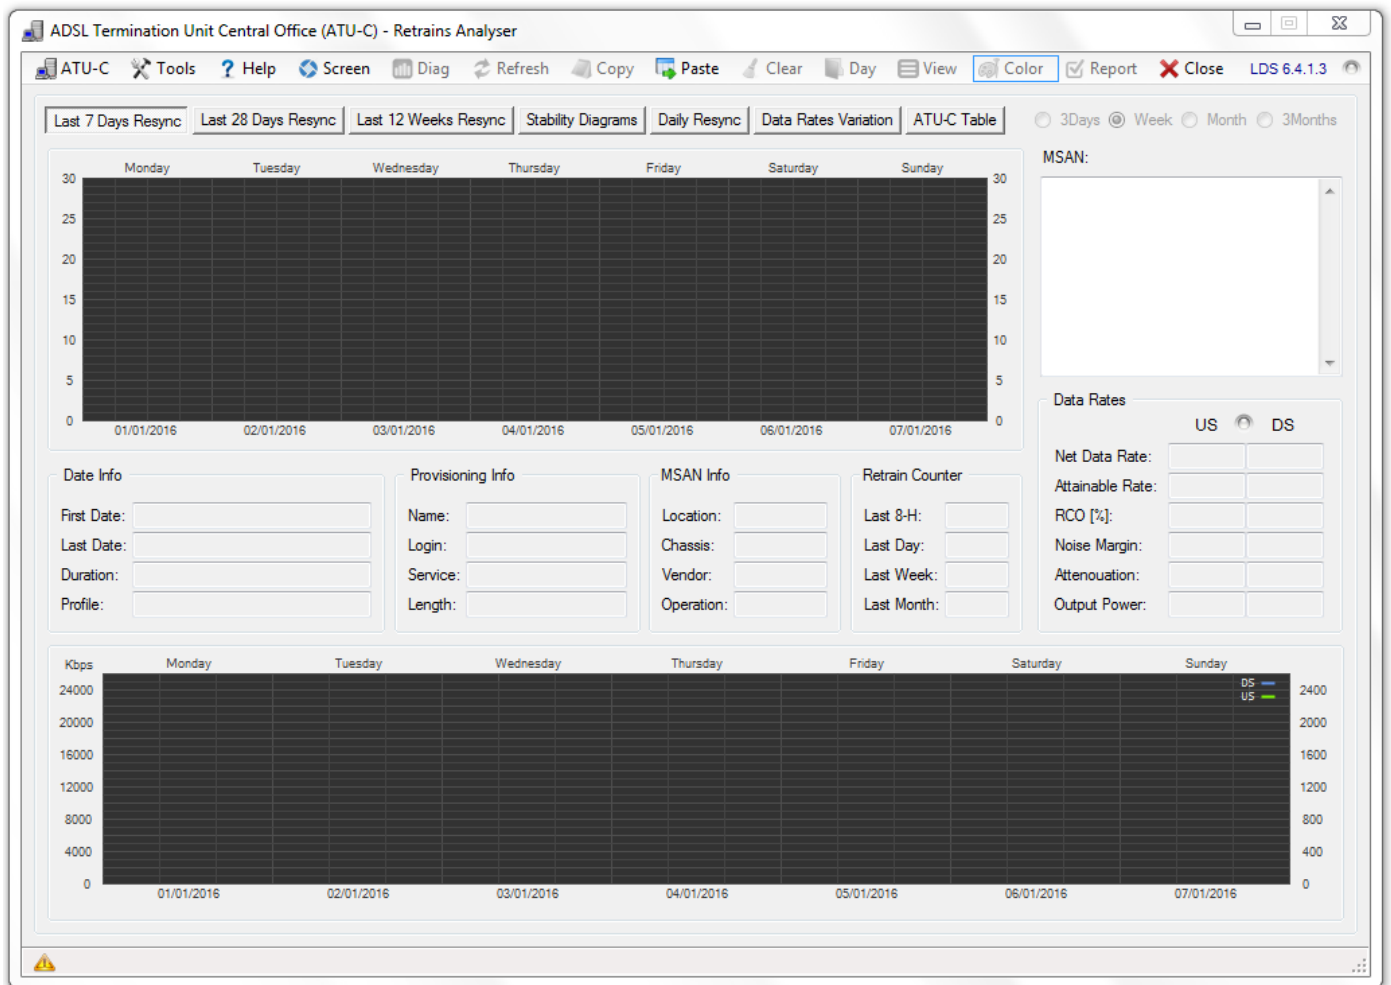 ADSL Termination Unit Central Office (ATU-C) - Retrains Analyser
ATU-C Tools ? Help Screen Diag Refresh Copy Paste Clear Day View Color Report Close LDS 6.4.1.3
Last 7 Days Resync Last 28 Days Resync Last 12 Weeks Resync Stability Diagrams Daily Resync Data Rates Variation ATU-C Table 3Days Week Month 3Months
MSAN:
Monday Tuesday Wednesday Thursday Friday Saturday Sunday
30 30
25 25
20 20
15 15
10 10
5 5
0 0
01/01/2016 02/01/2016 03/01/2016 04/01/2016 05/01/2016 06/01/2016 07/01/2016
Data Rates
US DS
Net Data Rate:
Attainable Rate:
RCO [%]:
Noise Margin:
Attenouation:
Output Power:
Date Info
First Date:
Last Date:
Duration:
Profile:
Provisioning Info
Name:
Login:
Service:
Length:
MSAN Info
Location:
Chassis:
Vendor:
Operation:
Retrain Counter
Last 8-H:
Last Day:
Last Week:
Last Month:
Kbps Monday Tuesday Wednesday Thursday Friday Saturday Sunday
DS
US
24000 2400
20000 2000
16000 1600
12000 1200
8000 800
4000 400
0 0
01/01/2016 02/01/2016 03/01/2016 04/01/2016 05/01/2016 06/01/2016 07/01/2016